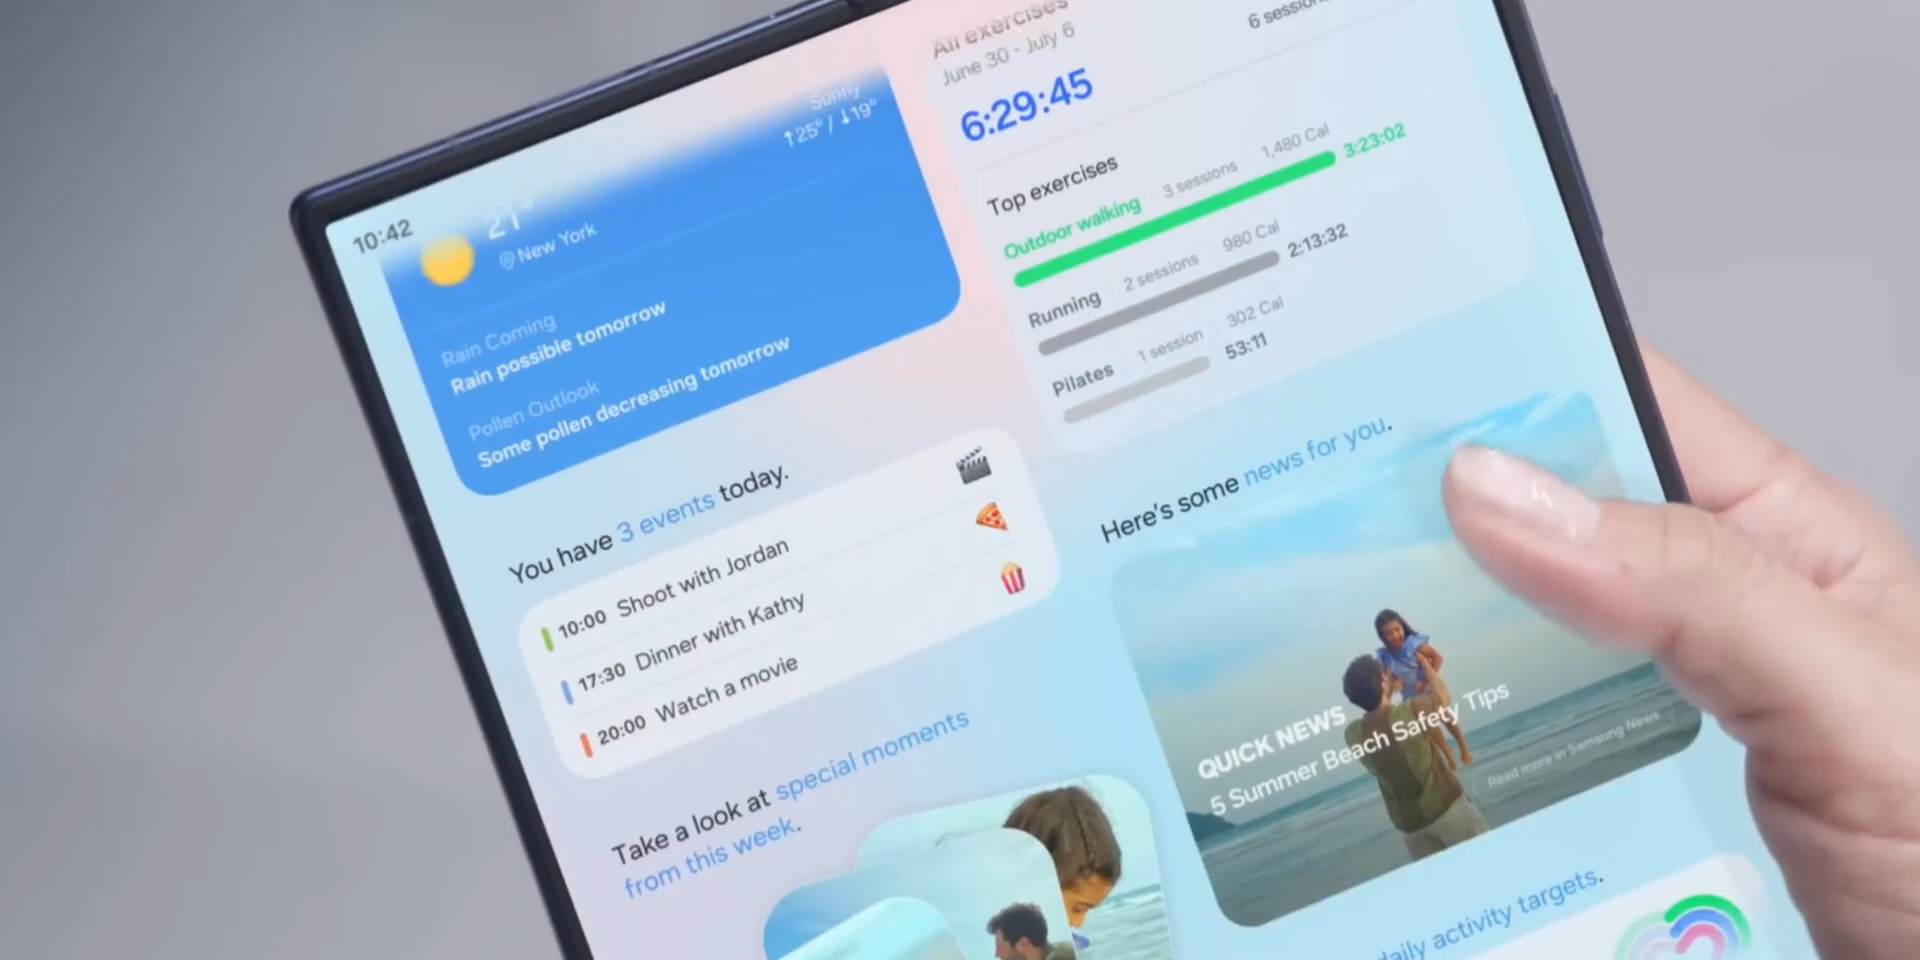 10:42
Sunny
↑25° / ↓19°
21°
New York
Rain Coming
Rain possible tomorrow
Pollen Outlook
Some pollen decreasing tomorrow
You have 3 events today.
10:00 Shoot with Jordan
17:30 Dinner with Kathy
20:00 Watch a movie
Take a look at special moments
from this week.
All exercises
June 30 - July 6
6 sessions
6:29:45
Top exercises
Outdoor walking 3 sessions 1,480 Cal
3:23:02
Running 2 sessions 980 Cal
2:13:32
Pilates 1 session 302 Cal
53:11
Here's some news for you.
QUICK NEWS
5 Summer Beach Safety Tips
Read more in Samsung News
daily activity targets.